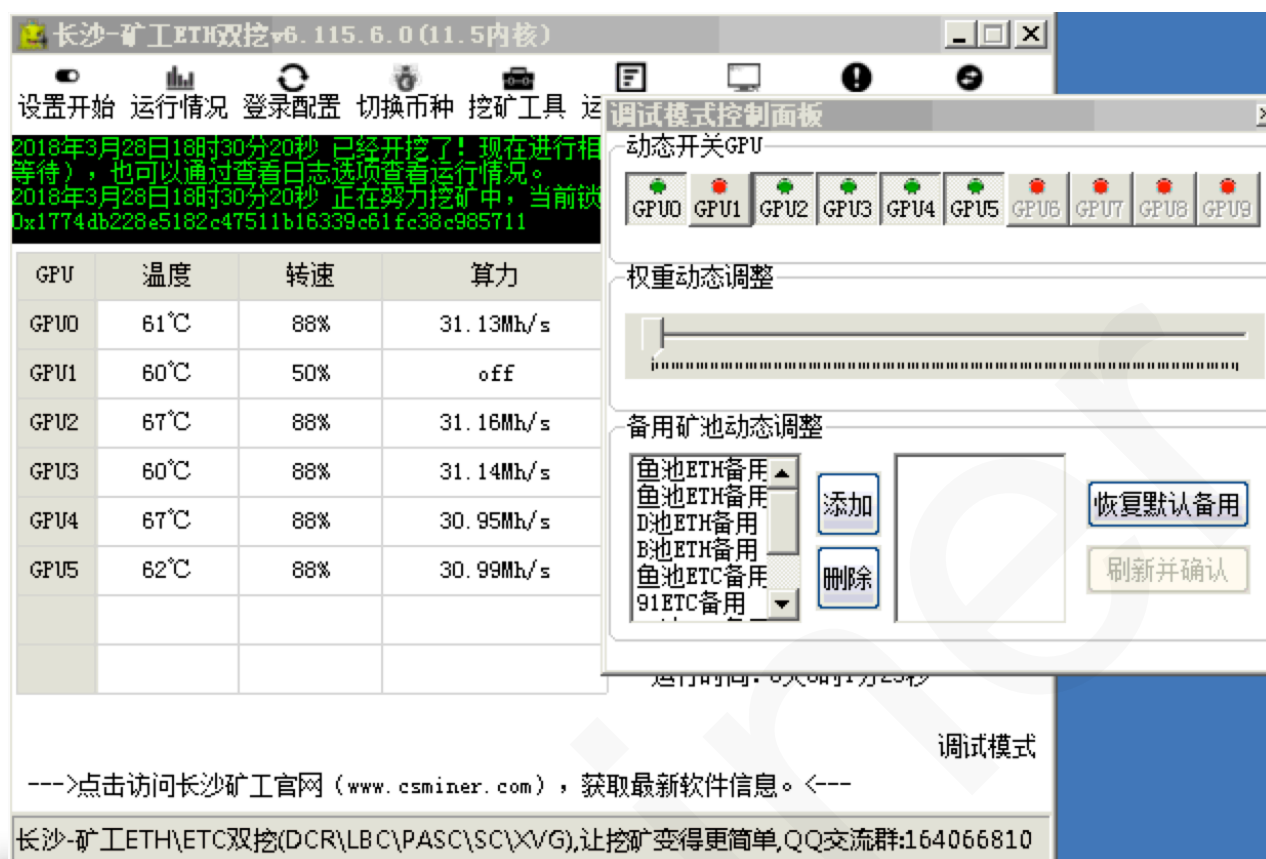 长沙-矿工ETH双挖v6.115.6.0(11.5内核)
设置开始 运行情况 登录配置 切换币种 挖矿工具
2018年3月28日18时30分20秒 已经开挖了！现在进行相
等待），也可以通过查看日志选项查看运行情况。
2018年3月28日18时30分20秒 正在努力挖矿中，当前锁
0x1774db228e5182c47511b16339c61fc38c985711
GPU 温度 转速 算力
GPU0 61℃ 88% 31.13Mh/s
GPU1 60℃ 50% off
GPU2 67℃ 88% 31.16Mh/s
GPU3 60℃ 88% 31.14Mh/s
GPU4 67℃ 88% 30.95Mh/s
GPU5 62℃ 88% 30.99Mh/s
调试模式控制面板
动态开关GPU
GPU0 GPU1 GPU2 GPU3 GPU4 GPU5 GPU6 GPU7 GPU8 GPU9
权重动态调整
备用矿池动态调整
鱼池ETH备用
鱼池ETH备用
D池ETH备用
B池ETH备用
鱼池ETC备用
91ETC备用
添加
删除
恢复默认备用
刷新并确认
调试模式
--->点击访问长沙矿工官网（www.csminer.com），获取最新软件信息。<---
长沙-矿工ETH\ETC双挖(DCR\LBC\PASC\SC\XVG),让挖矿变得更简单,QQ交流群:164066810